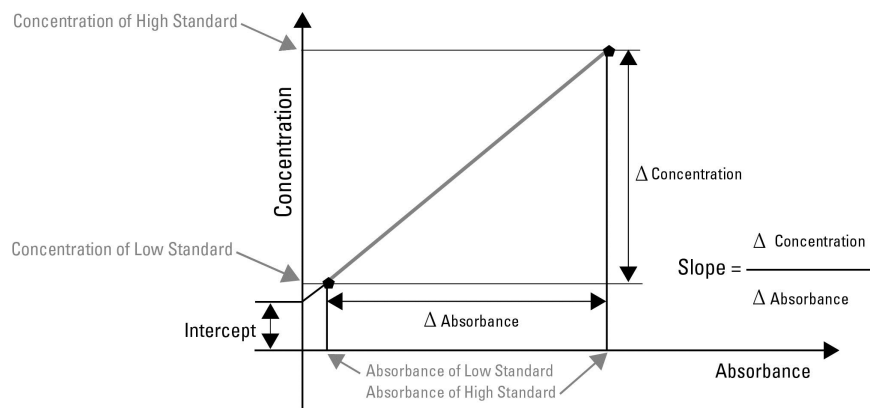 Concentration of High Standard
Concentration
Δ Concentration
Concentration of Low Standard
Slope = Δ Concentration
Δ Absorbance
Δ Absorbance
Intercept
Absorbance of Low Standard
Absorbance of High Standard
Absorbance